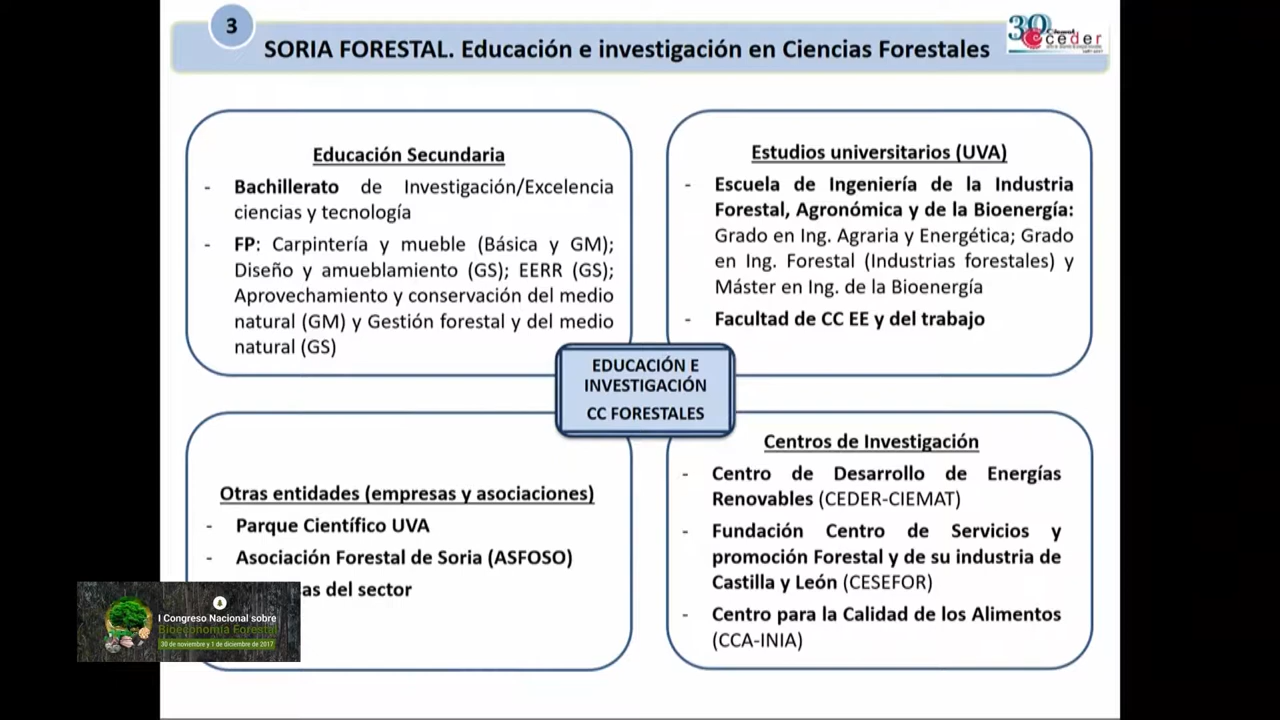 3
SORIA FORESTAL. Educación e investigación en Ciencias Forestales
30
ceder
Educación Secundaria
- Bachillerato de Investigación/Excelencia
ciencias y tecnología
- FP: Carpintería y mueble (Básica y GM);
Diseño y amueblamiento (GS); EERR (GS);
Aprovechamiento y conservación del medio
natural (GM) y Gestión forestal y del medio
natural (GS)
Estudios universitarios (UVA)
- Escuela de Ingeniería de la Industria
Forestal, Agronómica y de la Bioenergía:
Grado en Ing. Agraria y Energética; Grado
en Ing. Forestal (Industrias forestales) y
Máster en Ing. de la Bioenergía
- Facultad de CC EE y del trabajo
EDUCACIÓN E
INVESTIGACIÓN
CC FORESTALES
Otras entidades (empresas y asociaciones)
- Parque Científico UVA
- Asociación Forestal de Soria (ASFOSO)
del sector
Centros de Investigación
- Centro de Desarrollo de Energías
Renovables (CEDER-CIEMAT)
- Fundación Centro de Servicios y
promoción Forestal y de su industria de
Castilla y León (CESEFOR)
- Centro para la Calidad de los Alimentos
(CCA-INIA)
I Congreso Nacional sobre
Bioeconomía Forestal
30 de noviembre y 1 de diciembre de 2017